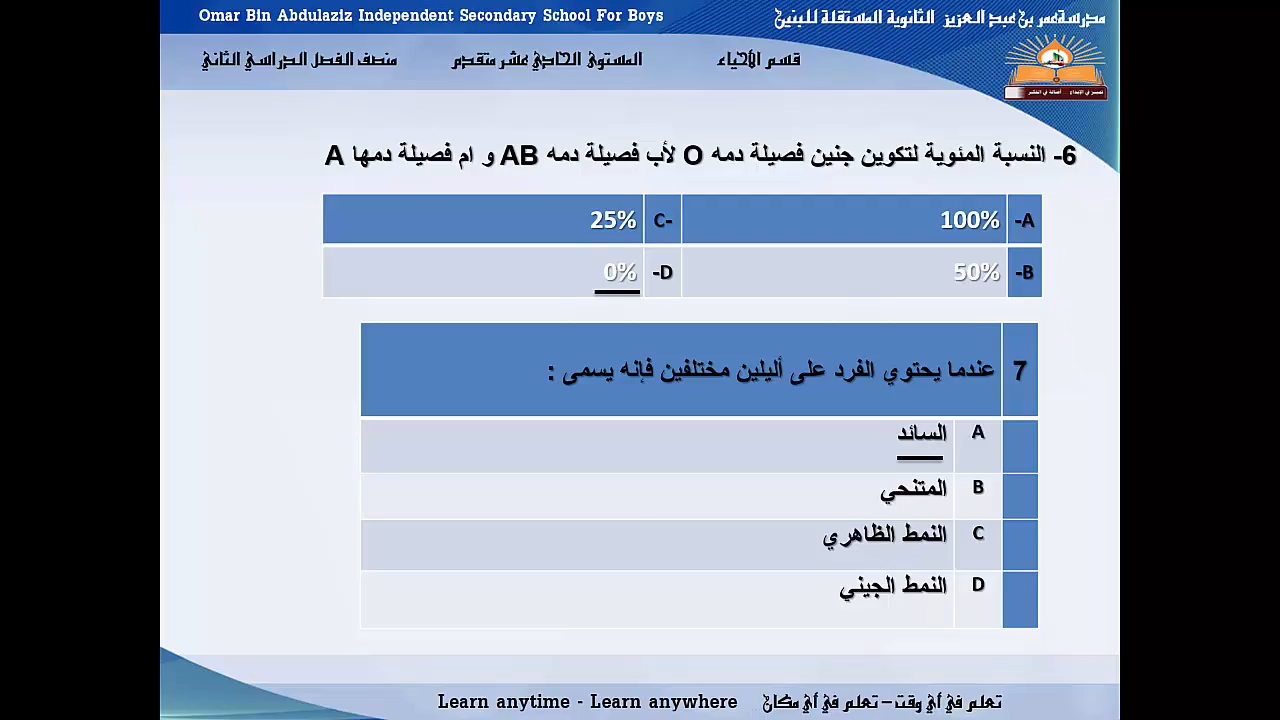 Omar Bin Abdulaziz Independent Secondary School For Boys
مدرسة عمر بن عبد العزيز الثانوية المستقلة للبنين
قسم الأحياء
المستوى الحادي عشر متقدم
منصف الفصل الدراسي الثاني
6- النسبة المئوية لتكوين جنين فصيلة دمه O لأب فصيلة دمه AB و ام فصيلة دمها A
A- 100% C- 25%
B- 50% D- 0%
7 عندما يحتوي الفرد على أليلين مختلفين فإنه يسمى :
A السائد
B المتنحي
C النمط الظاهري
D النمط الجيني
Learn anytime - Learn anywhere
تعلم في أي وقت – تعلم في أي مكان